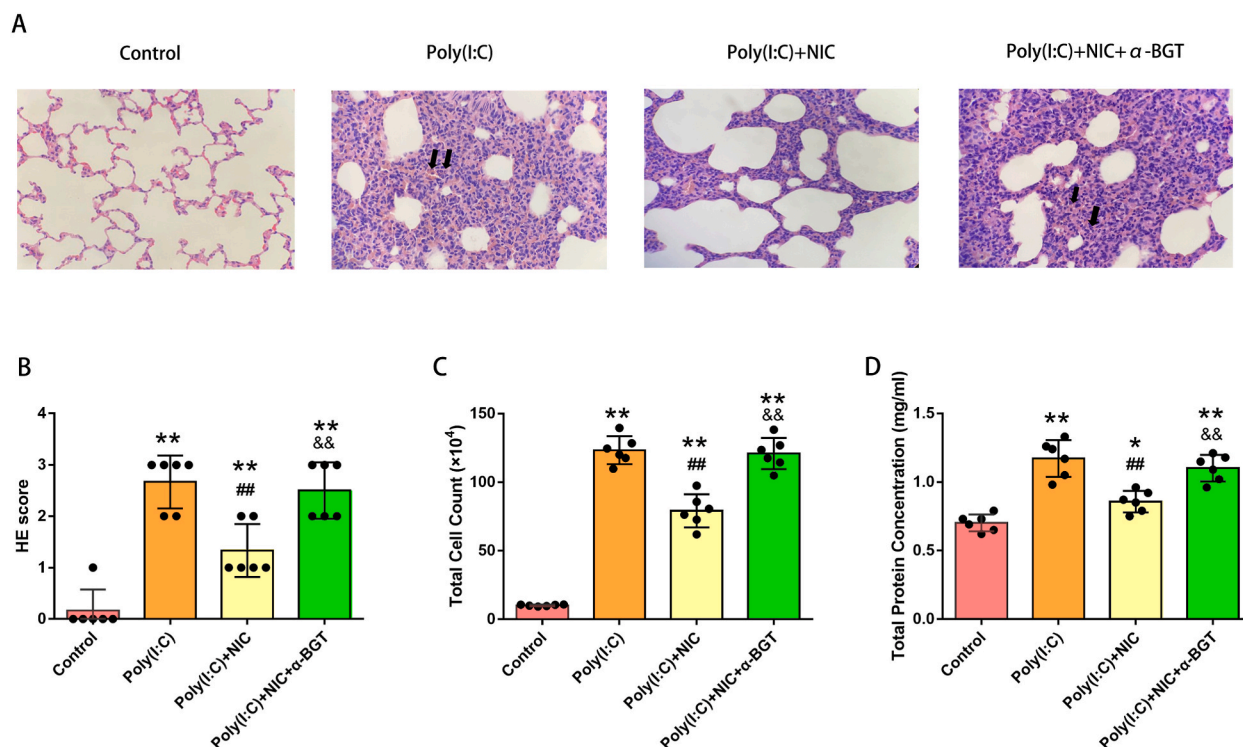 A
Control
Poly(I:C)
Poly(I:C)+NIC
Poly(I:C)+NIC+α-BGT
B
HE score
4
3
2
1
0
**
**
##
**
&&
Control
Poly(I:C)
Poly(I:C)+NIC
Poly(I:C)+NIC+α-BGT
C
Total Cell Count (×10⁴)
150
100
50
0
**
**
##
**
&&
Control
Poly(I:C)
Poly(I:C)+NIC
Poly(I:C)+NIC+α-BGT
D
Total Protein Concentration (mg/ml)
1.5
1.0
0.5
0.0
**
*
##
**
&&
Control
Poly(I:C)
Poly(I:C)+NIC
Poly(I:C)+NIC+α-BGT